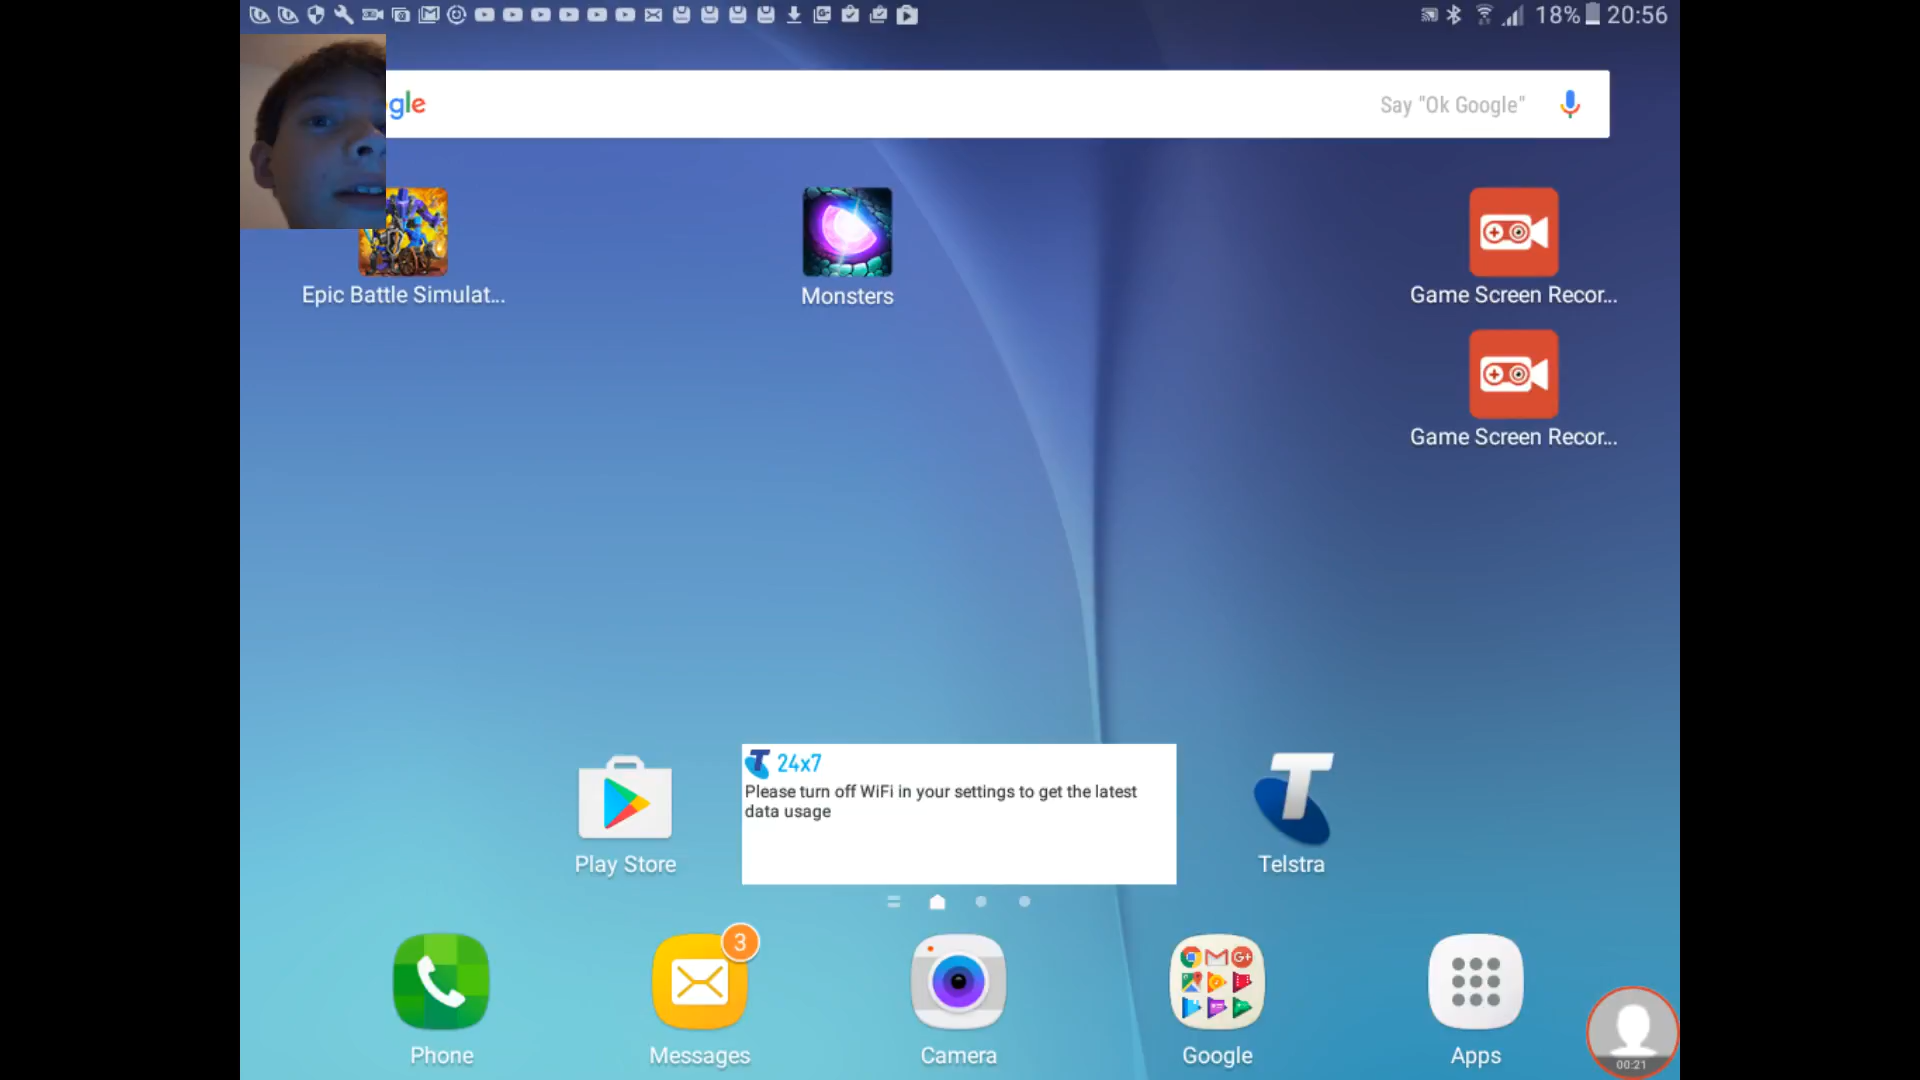 18% 20:56
gle
Say "Ok Google"
Epic Battle Simulat...
Monsters
Game Screen Recor...
Game Screen Recor...
24x7
Please turn off WiFi in your settings to get the latest
data usage
Play Store
Telstra
3
Phone
Messages
Camera
Google
Apps
00:21